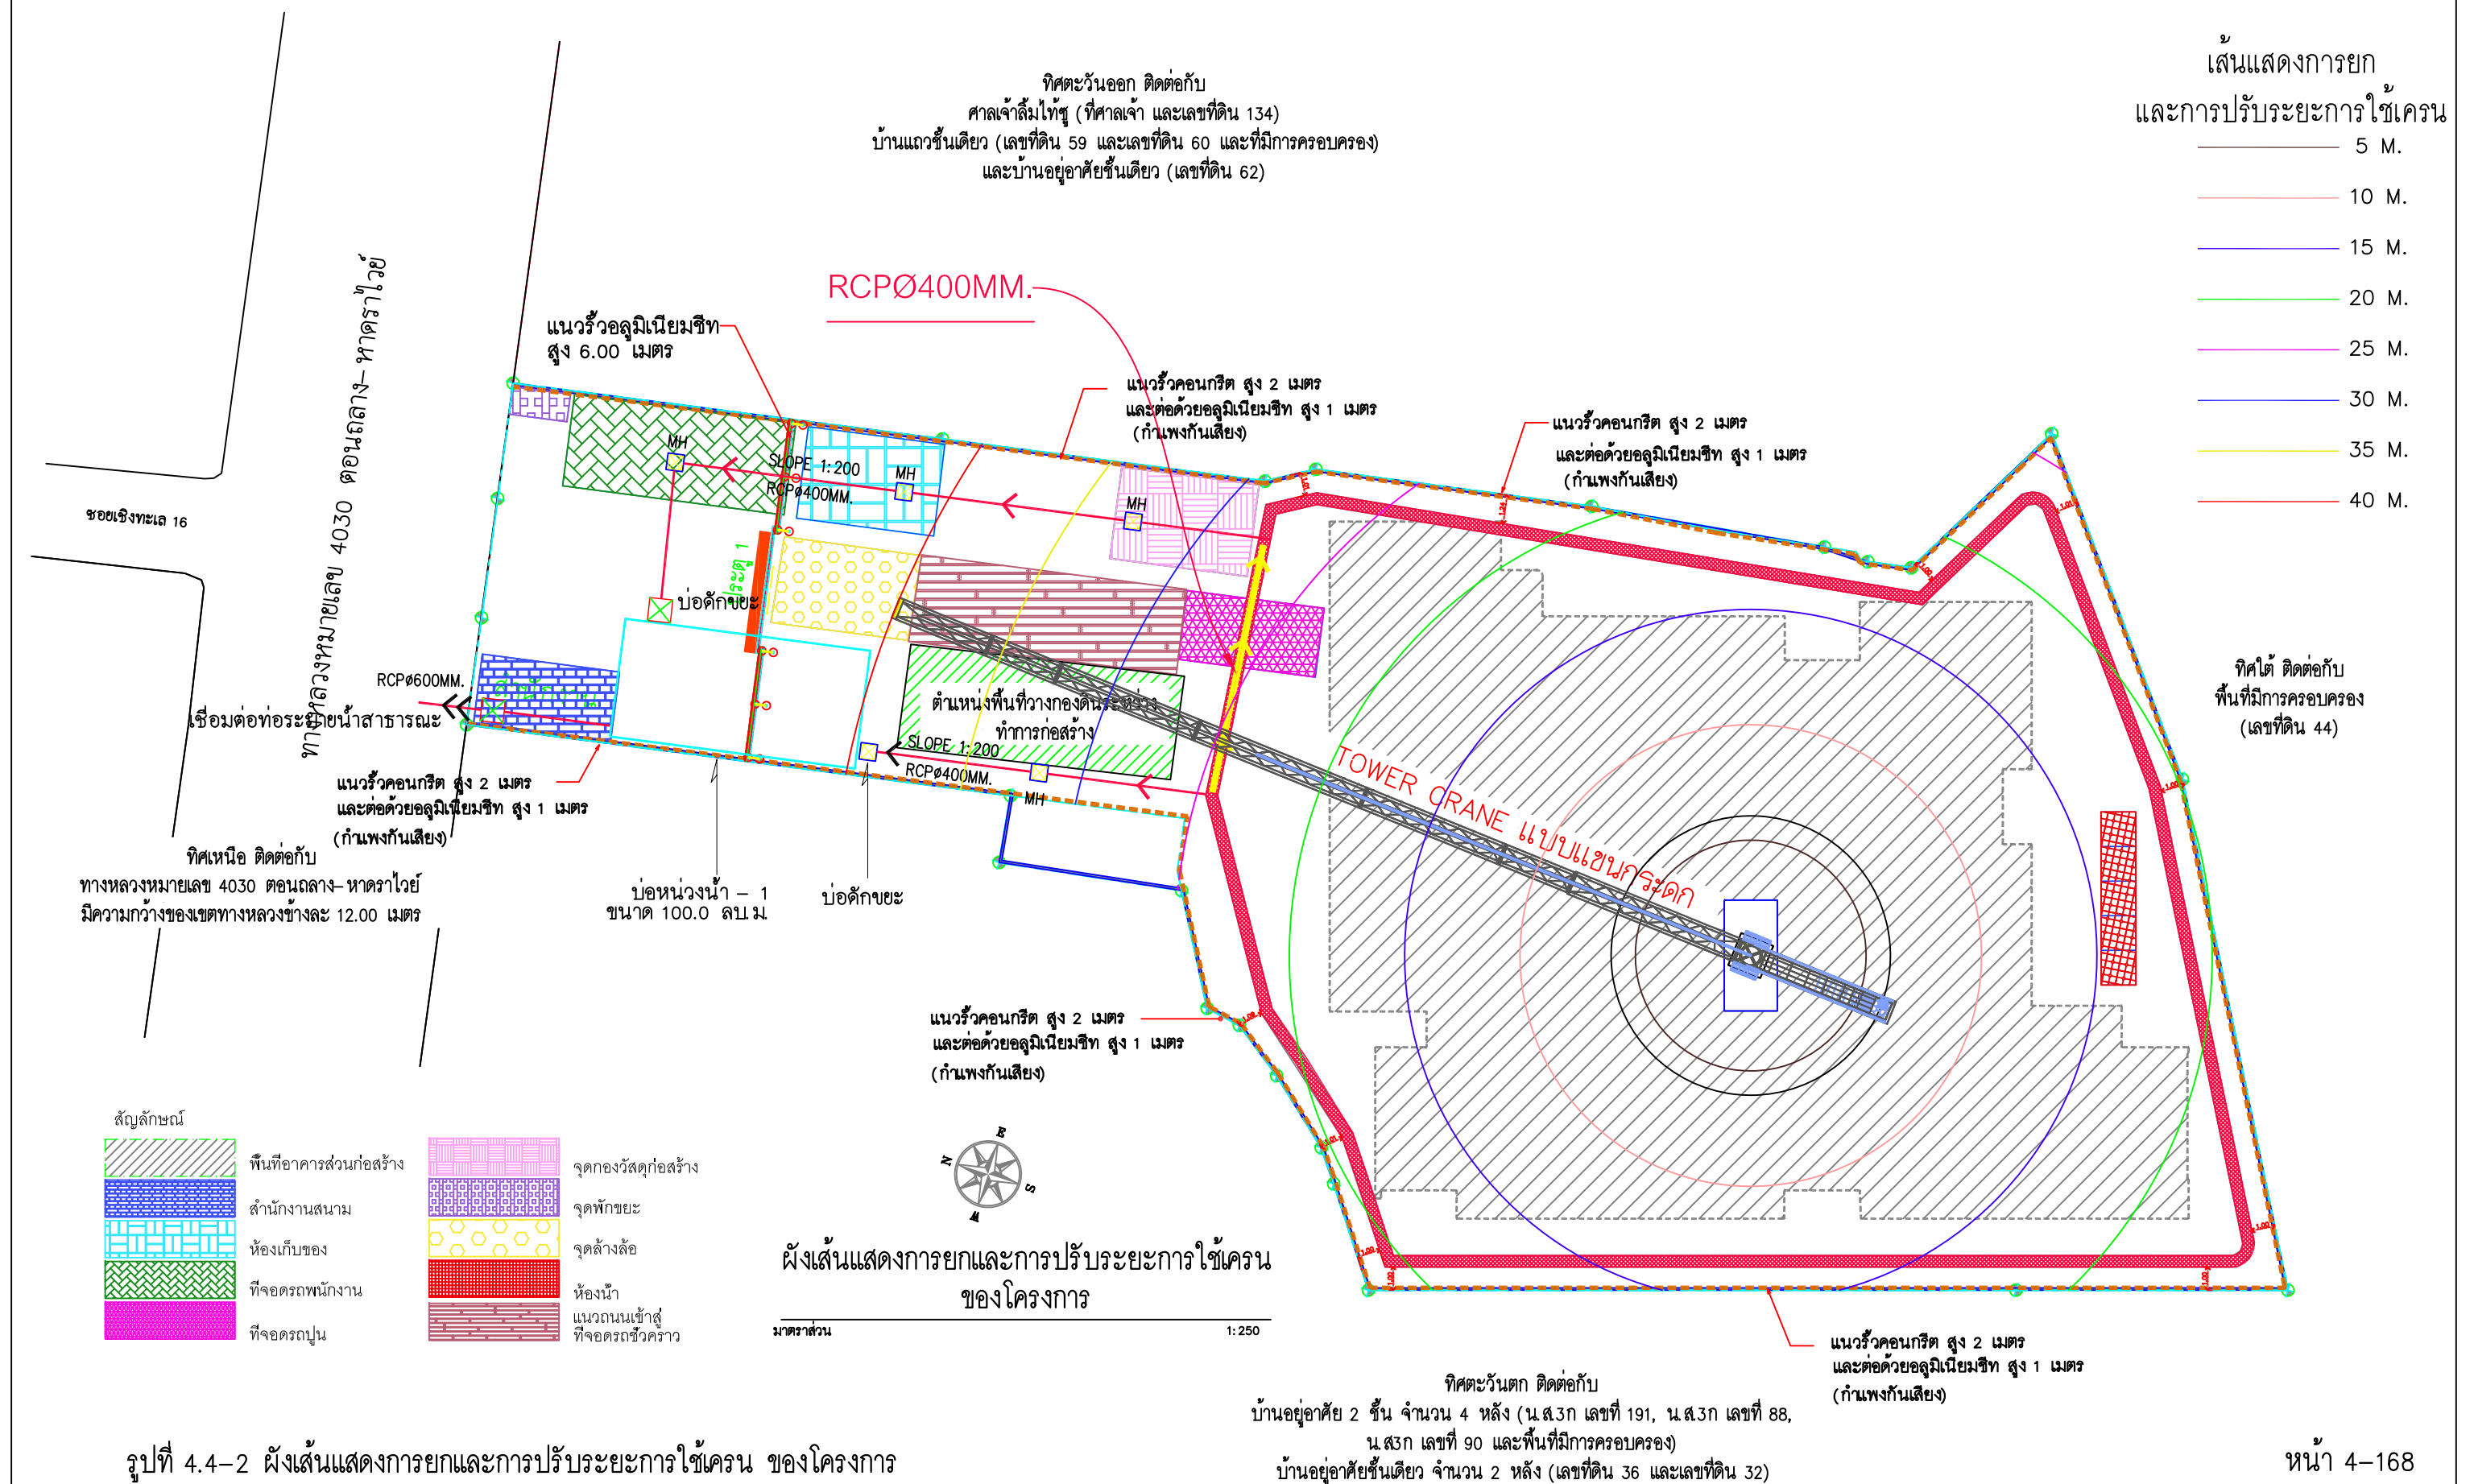 เส้นแสดงการยก
และการปรับระยะการใช้เครน
5 M.
10 M.
15 M.
20 M.
25 M.
30 M.
35 M.
40 M.
ทิศตะวันออก ติดต่อกับ
ศาลเจ้าลิ้มไท้ซู (ที่ศาลเจ้า และเลขที่ดิน 134)
บ้านแถวชั้นเดียว (เลขที่ดิน 59 และเลขที่ดิน 60 และที่มีการครอบครอง)
และบ้านอยู่อาศัยชั้นเดียว (เลขที่ดิน 62)
RCPØ400MM.
แนวรั้วอลูมิเนียมชีท
สูง 6.00 เมตร
แนวรั้วคอนกรีต สูง 2 เมตร
และต่อด้วยอลูมิเนียมชีท สูง 1 เมตร
(กำแพงกันเสียง)
แนวรั้วคอนกรีต สูง 2 เมตร
และต่อด้วยอลูมิเนียมชีท สูง 1 เมตร
(กำแพงกันเสียง)
ซอยเชิงทะเล 16
ทางหลวงหมายเลข 4030 ตอนถลาง-หาดราไวย์
MH
SLOPE 1:200
RCPø400MM.
MH
MH
ประตู 1
บ่อดักขยะ
RCPø600MM.
เชื่อมต่อท่อระบายน้ำสาธารณะ
ตำแหน่งพื้นที่วางกองดินระหว่าง
ทำการก่อสร้าง
SLOPE 1:200
RCPø400MM.
MH
TOWER CRANE แบบแขนกระดก
ทิศใต้ ติดต่อกับ
พื้นที่มีการครอบครอง
(เลขที่ดิน 44)
แนวรั้วคอนกรีต สูง 2 เมตร
และต่อด้วยอลูมิเนียมชีท สูง 1 เมตร
(กำแพงกันเสียง)
ทิศเหนือ ติดต่อกับ
ทางหลวงหมายเลข 4030 ตอนถลาง-หาดราไวย์
มีความกว้างของเขตทางหลวงข้างละ 12.00 เมตร
บ่อหน่วงน้ำ - 1
ขนาด 100.0 ลบ.ม.
บ่อดักขยะ
แนวรั้วคอนกรีต สูง 2 เมตร
และต่อด้วยอลูมิเนียมชีท สูง 1 เมตร
(กำแพงกันเสียง)
สัญลักษณ์
พื้นที่อาคารส่วนก่อสร้าง
สำนักงานสนาม
ห้องเก็บของ
ที่จอดรถพนักงาน
ที่จอดรถปูน
จุดกองวัสดุก่อสร้าง
จุดพักขยะ
จุดล้างล้อ
ห้องน้ำ
แนวถนนเข้าสู่
ที่จอดรถชั่วคราว
E
N
S
W
ผังเส้นแสดงการยกและการปรับระยะการใช้เครน
ของโครงการ
มาตราส่วน 1:250
แนวรั้วคอนกรีต สูง 2 เมตร
และต่อด้วยอลูมิเนียมชีท สูง 1 เมตร
(กำแพงกันเสียง)
ทิศตะวันตก ติดต่อกับ
บ้านอยู่อาศัย 2 ชั้น จำนวน 4 หลัง (น.ส.3ก เลขที่ 191, น.ส.3ก เลขที่ 88,
น.ส3ก เลขที่ 90 และพื้นที่มีการครอบครอง)
บ้านอยู่อาศัยชั้นเดียว จำนวน 2 หลัง (เลขที่ดิน 36 และเลขที่ดิน 32)
รูปที่ 4.4-2 ผังเส้นแสดงการยกและการปรับระยะการใช้เครน ของโครงการ
หน้า 4-168